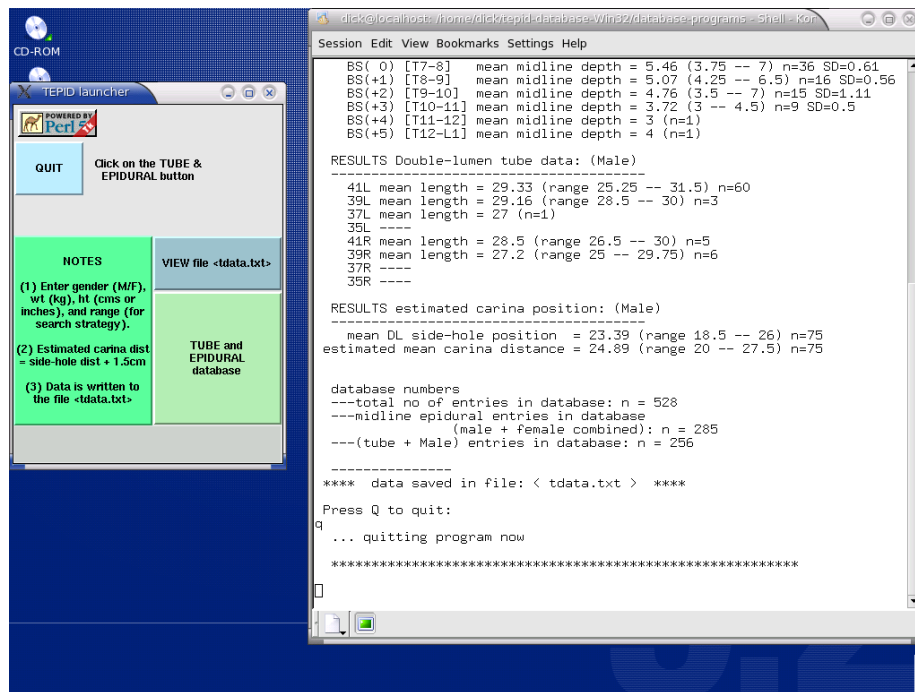 CD-ROM
TEPID launcher
POWERED BY
Perl 5
QUIT
Click on the TUBE &
EPIDURAL button
NOTES
(1) Enter gender (M/F),
wt (kg), ht (cms or
inches), and range (for
search strategy).
(2) Estimated carina dist
= side-hole dist + 1.5cm
(3) Data is written to
the file <tdata.txt>
VIEW file <tdata.txt>
TUBE and
EPIDURAL
database
dick@localhost: /home/dick/tepid-database-Win32/database-programs - Shell - Kon
Session Edit View Bookmarks Settings Help
BS( 0) [T7-8] mean midline depth = 5.46 (3.75 -- 7) n=36 SD=0.61
BS(+1) [T8-9] mean midline depth = 5.07 (4.25 -- 6.5) n=16 SD=0.56
BS(+2) [T9-10] mean midline depth = 4.76 (3.5 -- 7) n=15 SD=1.11
BS(+3) [T10-11] mean midline depth = 3.72 (3 -- 4.5) n=9 SD=0.5
BS(+4) [T11-12] mean midline depth = 3 (n=1)
BS(+5) [T12-L1] mean midline depth = 4 (n=1)
RESULTS Double-lumen tube data: (Male)
---------------------------------------
41L mean length = 29.33 (range 25.25 -- 31.5) n=60
39L mean length = 29.16 (range 28.5 -- 30) n=3
37L mean length = 27 (n=1)
35L ----
41R mean length = 28.5 (range 26.5 -- 30) n=5
39R mean length = 27.2 (range 25 -- 29.75) n=6
37R ----
35R ----
RESULTS estimated carina position: (Male)
---------------------------------------
mean DL side-hole position = 23.39 (range 18.5 -- 26) n=75
estimated mean carina distance = 24.89 (range 20 -- 27.5) n=75
database numbers
---total no of entries in database: n = 528
---midline epidural entries in database
(male + female combined): n = 285
---(tube + Male) entries in database: n = 256
---------------
**** data saved in file: < tdata.txt > ****
Press Q to quit:
q
... quitting program now
**********************************************************